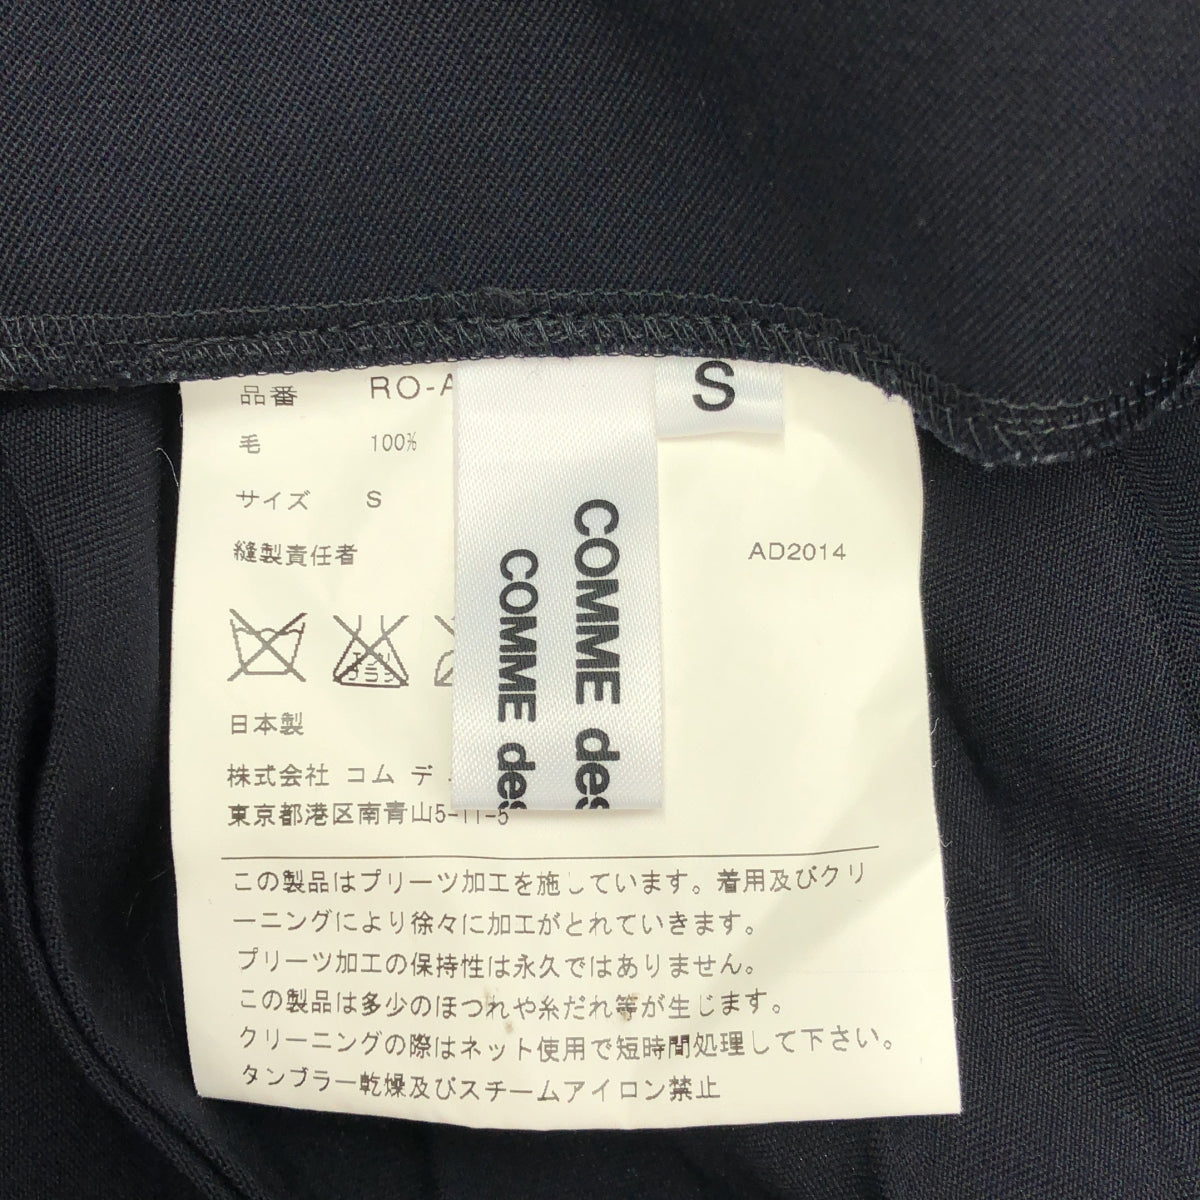 品番 RO-A
S
毛 100%
サイズ S
縫製責任者
AD2014
COMME des
COMME des
エンソ
ブラシ
日本製
株式会社 コム デ
東京都港区南青山5-11-5
この製品はプリーツ加工を施しています。着用及びクリ
ーニングにより徐々に加工がとれていきます。
プリーツ加工の保持性は永久ではありません。
この製品は多少のほつれや糸だれ等が生じます。
クリーニングの際はネット使用で短時間処理して下さい。
タンブラー乾燥及びスチームアイロン禁止